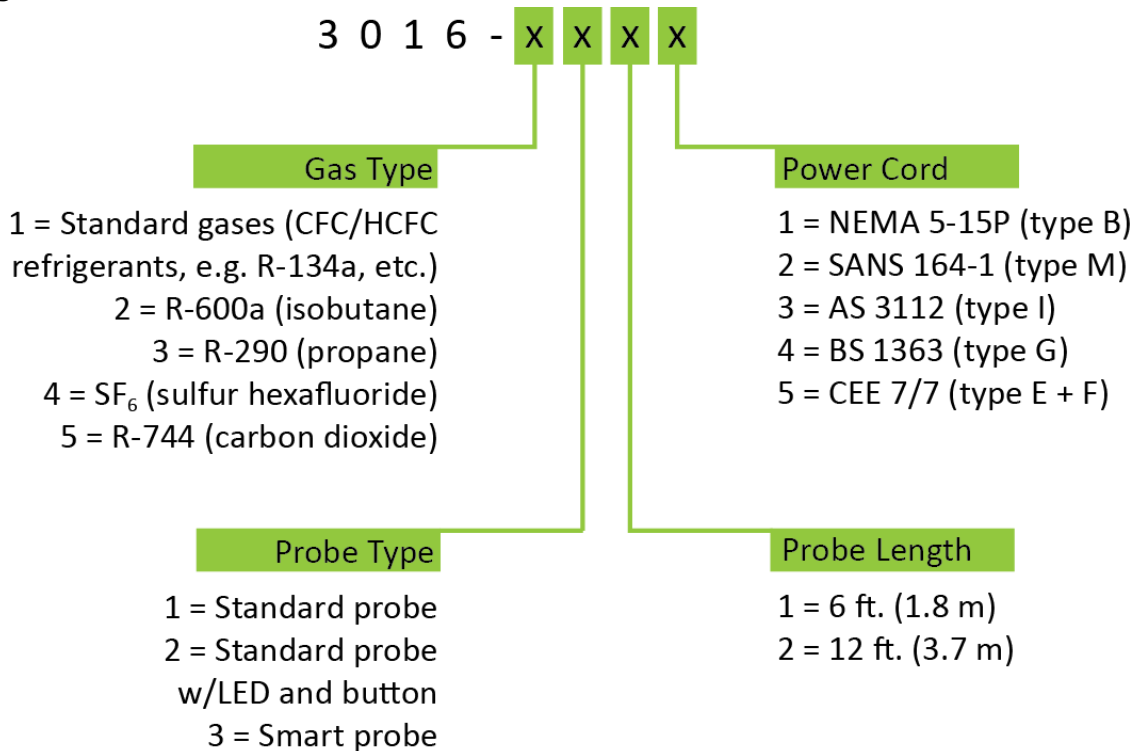 3 0 1 6 - x x x x
Gas Type
1 = Standard gases (CFC/HCFC
refrigerants, e.g. R-134a, etc.)
2 = R-600a (isobutane)
3 = R-290 (propane)
4 = SF₆ (sulfur hexafluoride)
5 = R-744 (carbon dioxide)
Power Cord
1 = NEMA 5-15P (type B)
2 = SANS 164-1 (type M)
3 = AS 3112 (type I)
4 = BS 1363 (type G)
5 = CEE 7/7 (type E + F)
Probe Type
1 = Standard probe
2 = Standard probe
w/LED and button
3 = Smart probe
Probe Length
1 = 6 ft. (1.8 m)
2 = 12 ft. (3.7 m)